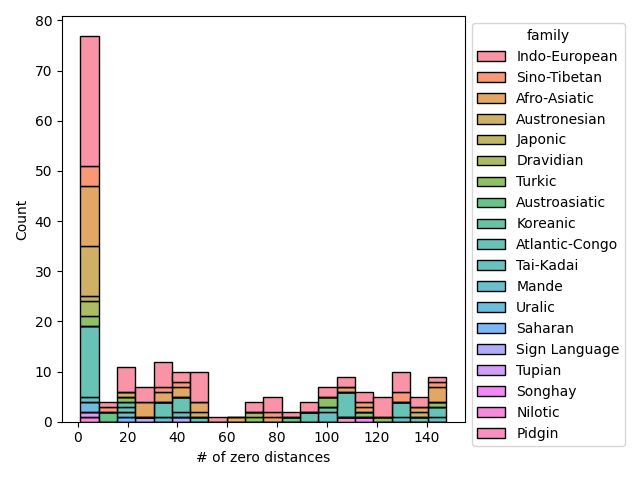 80
70
60
50
40
30
20
10
0
Count
0 20 40 60 80 100 120 140
# of zero distances
family
Indo-European
Sino-Tibetan
Afro-Asiatic
Austronesian
Japonic
Dravidian
Turkic
Austroasiatic
Koreanic
Atlantic-Congo
Tai-Kadai
Mande
Uralic
Saharan
Sign Language
Tupian
Songhay
Nilotic
Pidgin